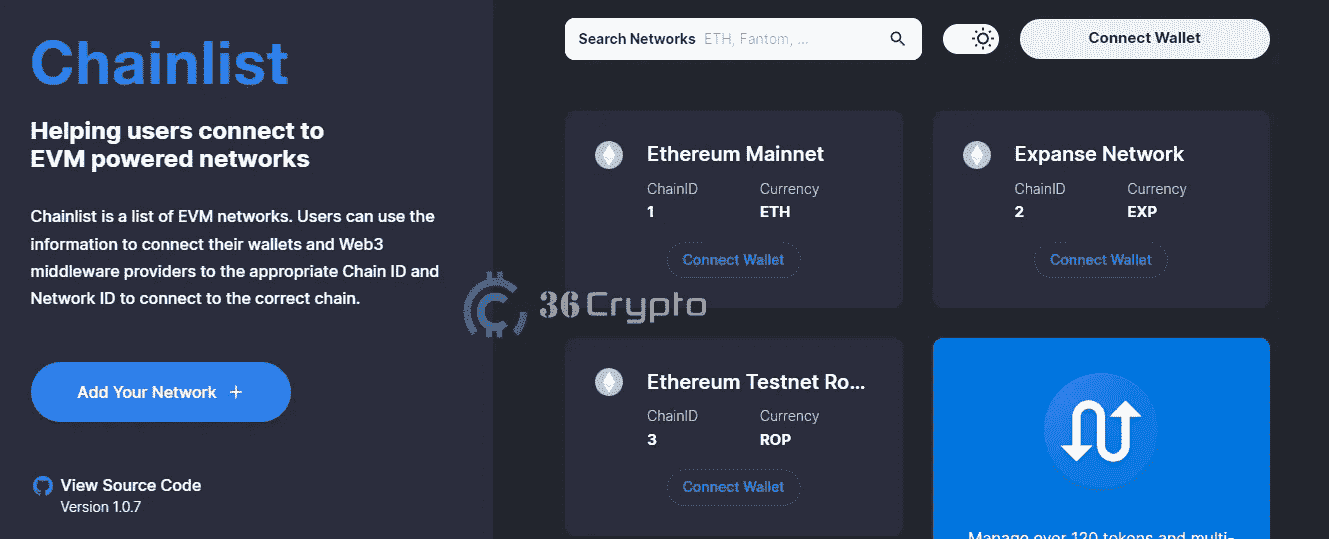 Chainlist
Helping users connect to
EVM powered networks
Chainlist is a list of EVM networks. Users can use the
information to connect their wallets and Web3
middleware providers to the appropriate Chain ID and
Network ID to connect to the correct chain.
Add Your Network +
View Source Code
Version 1.0.7
Search Networks ETH, Fantom, ...
Connect Wallet
Ethereum Mainnet
ChainID Currency
1 ETH
Connect Wallet
Expanse Network
ChainID Currency
2 EXP
Connect Wallet
36Crypto
Ethereum Testnet Ro...
ChainID Currency
3 ROP
Connect Wallet
Manage over 120 tokens and multi-